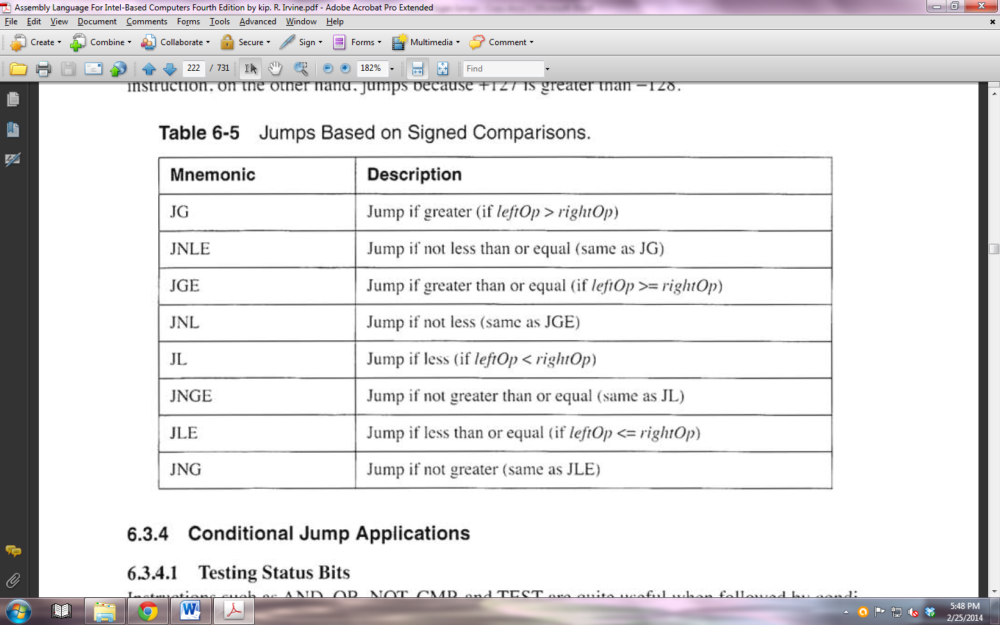 Assembly Language For Intel-Based Computers Fourth Edition by kip. R. Irvine.pdf - Adobe Acrobat Pro Extended
File Edit View Document Comments Forms Tools Advanced Window Help
Create Combine Collaborate Secure Sign Forms Multimedia Comment
222 / 731 182% Find
instruction, on the other hand, jumps because +127 is greater than −128.
Table 6-5 Jumps Based on Signed Comparisons.
Mnemonic Description
JG Jump if greater (if leftOp > rightOp)
JNLE Jump if not less than or equal (same as JG)
JGE Jump if greater than or equal (if leftOp >= rightOp)
JNL Jump if not less (same as JGE)
JL Jump if less (if leftOp < rightOp)
JNGE Jump if not greater than or equal (same as JL)
JLE Jump if less than or equal (if leftOp <= rightOp)
JNG Jump if not greater (same as JLE)
6.3.4 Conditional Jump Applications
6.3.4.1 Testing Status Bits
Instructions such as AND, OR, NOT, CMP, and TEST are quite useful when followed by condi-
5:48 PM
2/25/2014